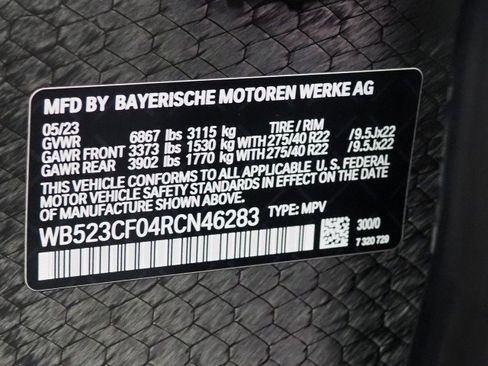 MFD BY BAYERISCHE MOTOREN WERKE AG
05/23 TIRE / RIM
GVWR 6867 lbs 3115 kg
GAWR FRONT 3373 lbs 1530 kg WITH 275/40 R22 /9.5Jx22
GAWR REAR 3902 lbs 1770 kg WITH 275/40 R22 /9.5Jx22
THIS VEHICLE CONFORMS TO ALL APPLICABLE U. S. FEDERAL
MOTOR VEHICLE SAFETY STANDARDS IN EFFECT ON THE
DATE OF MANUFACTURE SHOWN ABOVE.
WB523CF04RCN46283 TYPE: MPV
300/0
7 320 729